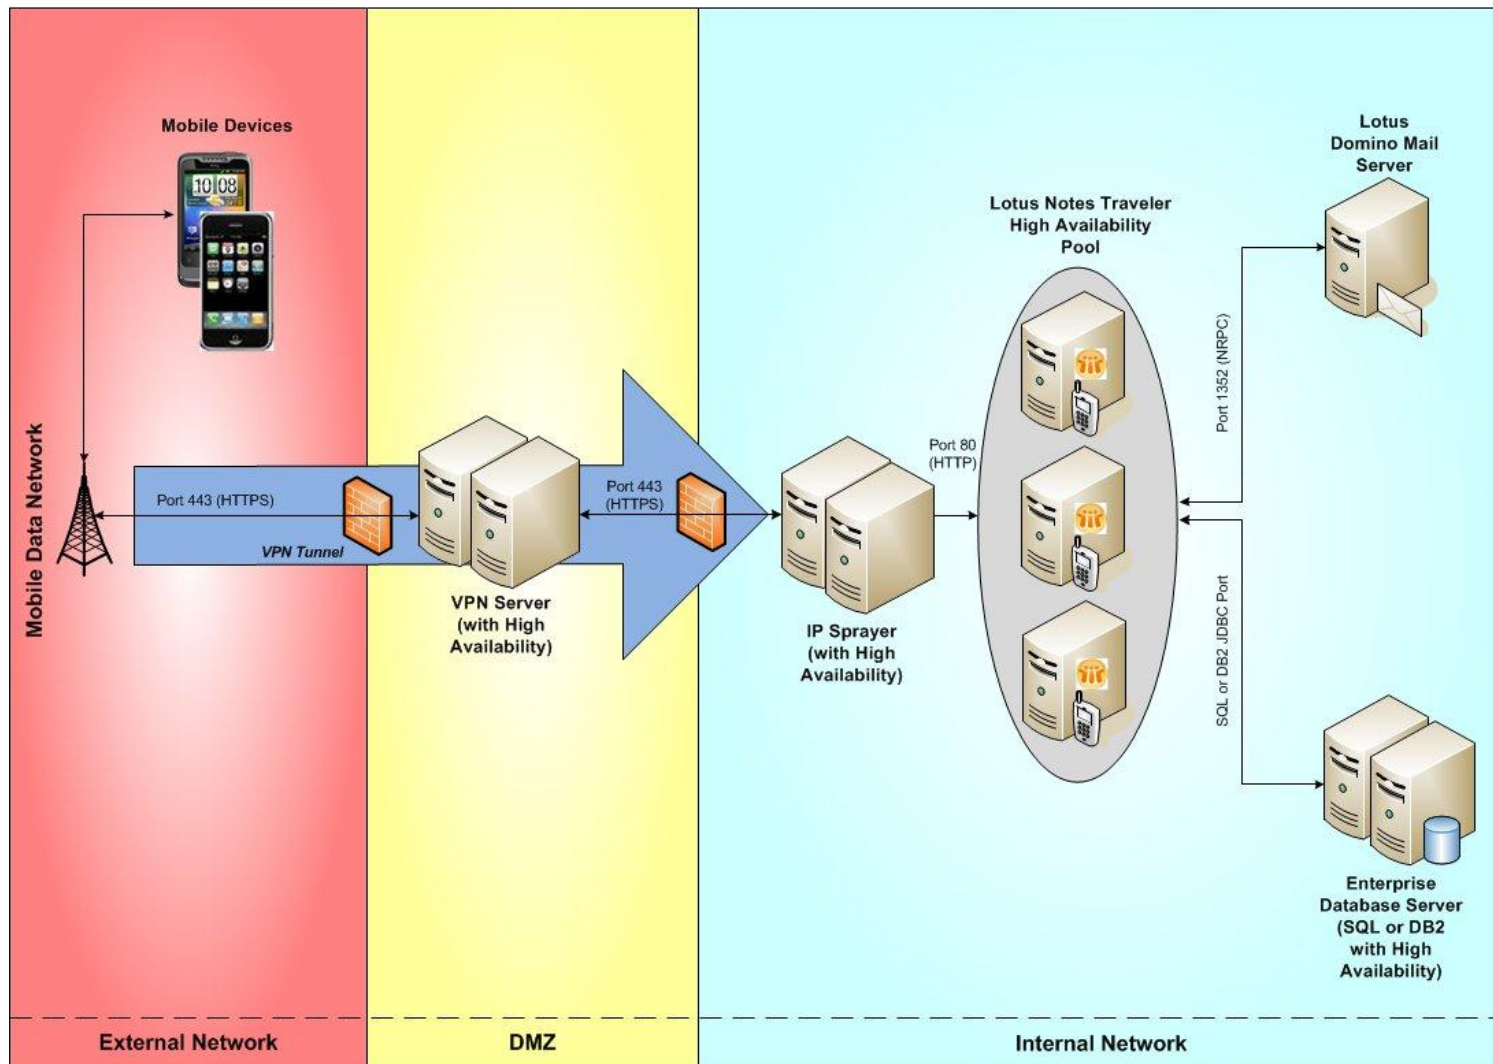 Mobile Devices
Mobile Data Network
Port 443 (HTTPS)
VPN Tunnel
VPN Server
(with High
Availability)
Port 443
(HTTPS)
IP Sprayer
(with High
Availability)
Port 80
(HTTP)
Lotus Notes Traveler
High Availability
Pool
Port 1352 (NRPC)
SQL or DB2 JDBC Port
Lotus
Domino Mail
Server
Enterprise
Database Server
(SQL or DB2
with High
Availability)
External Network
DMZ
Internal Network
10 08